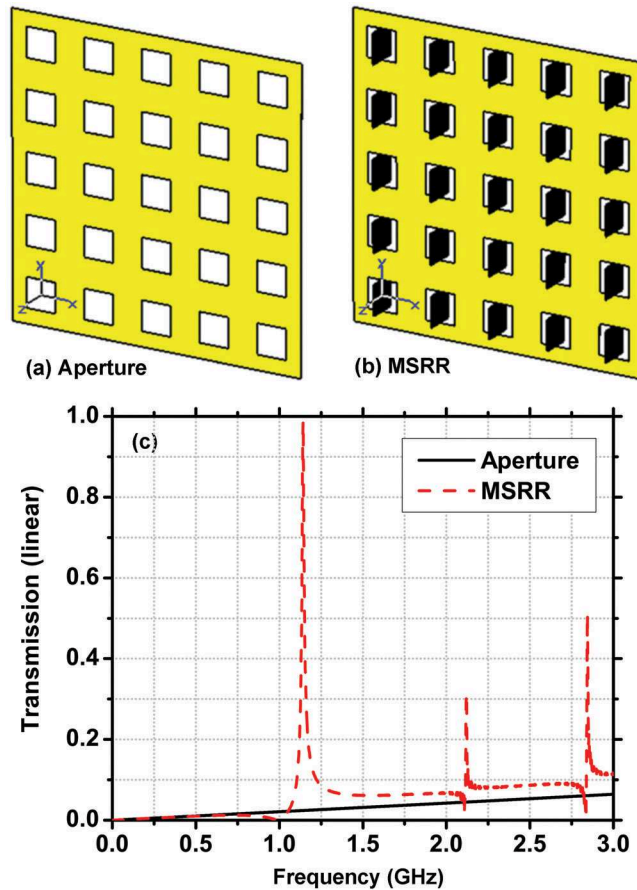 Y
Z
X
(a) Aperture
Y
Z
X
(b) MSRR
(c)
Aperture
MSRR
Transmission (linear)
1.0
0.8
0.6
0.4
0.2
0.0
0.0 0.5 1.0 1.5 2.0 2.5 3.0
Frequency (GHz)